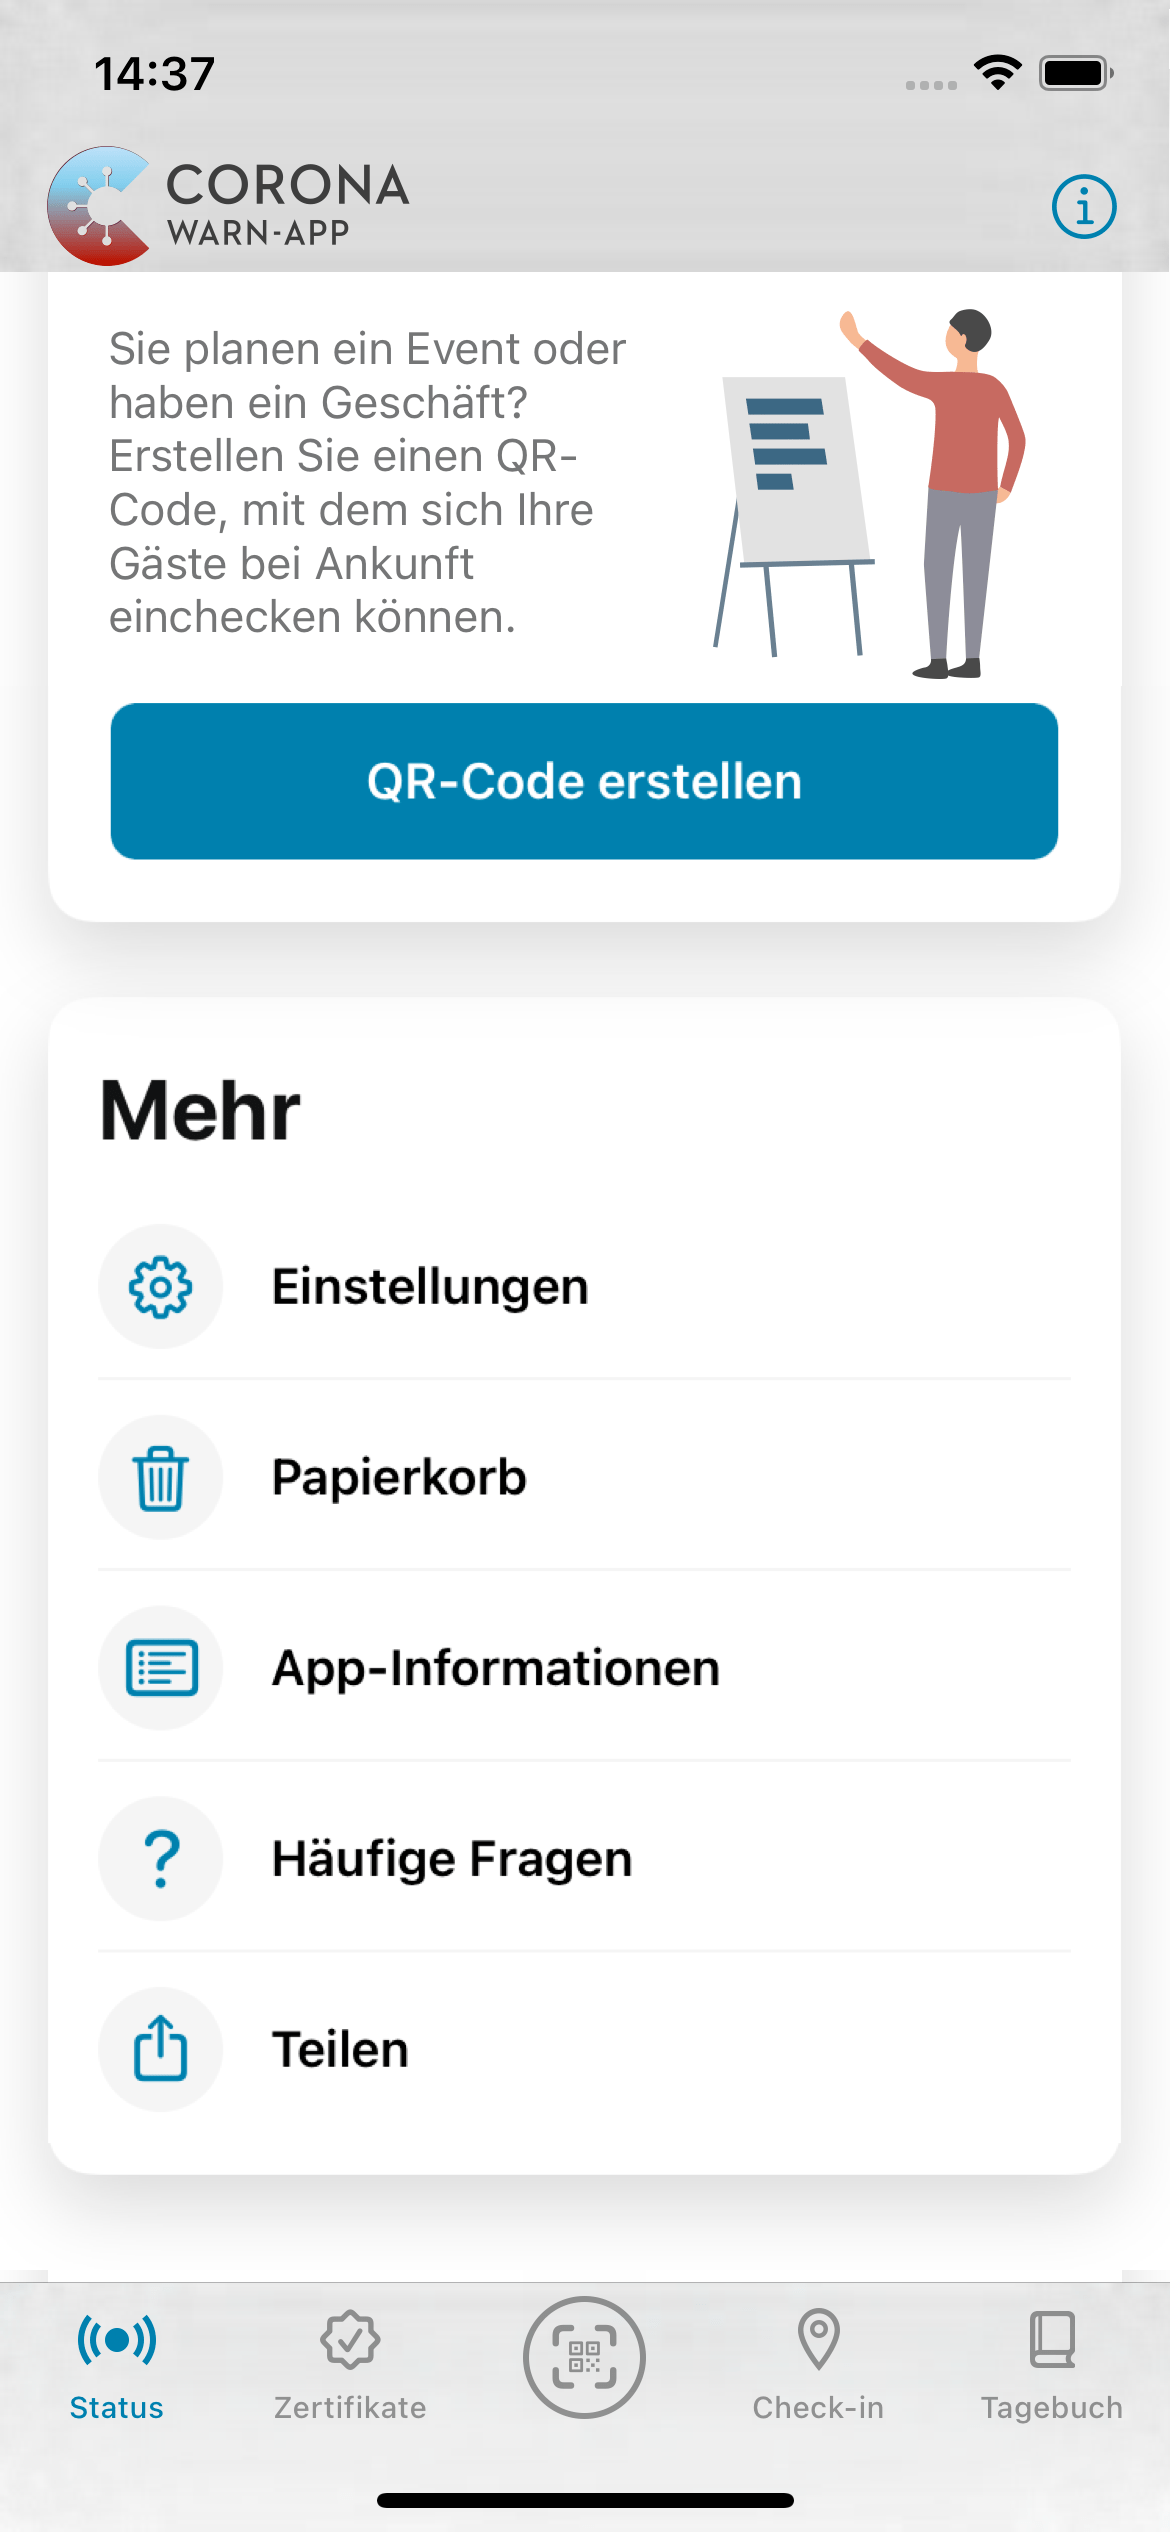 14:37
CORONA
WARN-APP
Sie planen ein Event oder
haben ein Geschäft?
Erstellen Sie einen QR-
Code, mit dem sich Ihre
Gäste bei Ankunft
einchecken können.
QR-Code erstellen
Mehr
Einstellungen
Papierkorb
App-Informationen
Häufige Fragen
Teilen
Status
Zertifikate
Check-in
Tagebuch